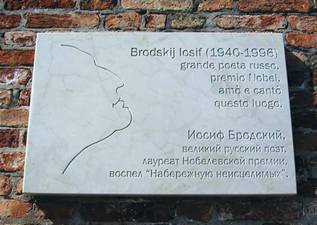 Brodskij Iosif (1940-1996)
grande poeta russo,
premio Nobel,
amò e cantò
questo luogo.
Иосиф Бродский,
великий русский поэт,
лауреат Нобелевской премии,
воспел "Набережную неисцелимых".